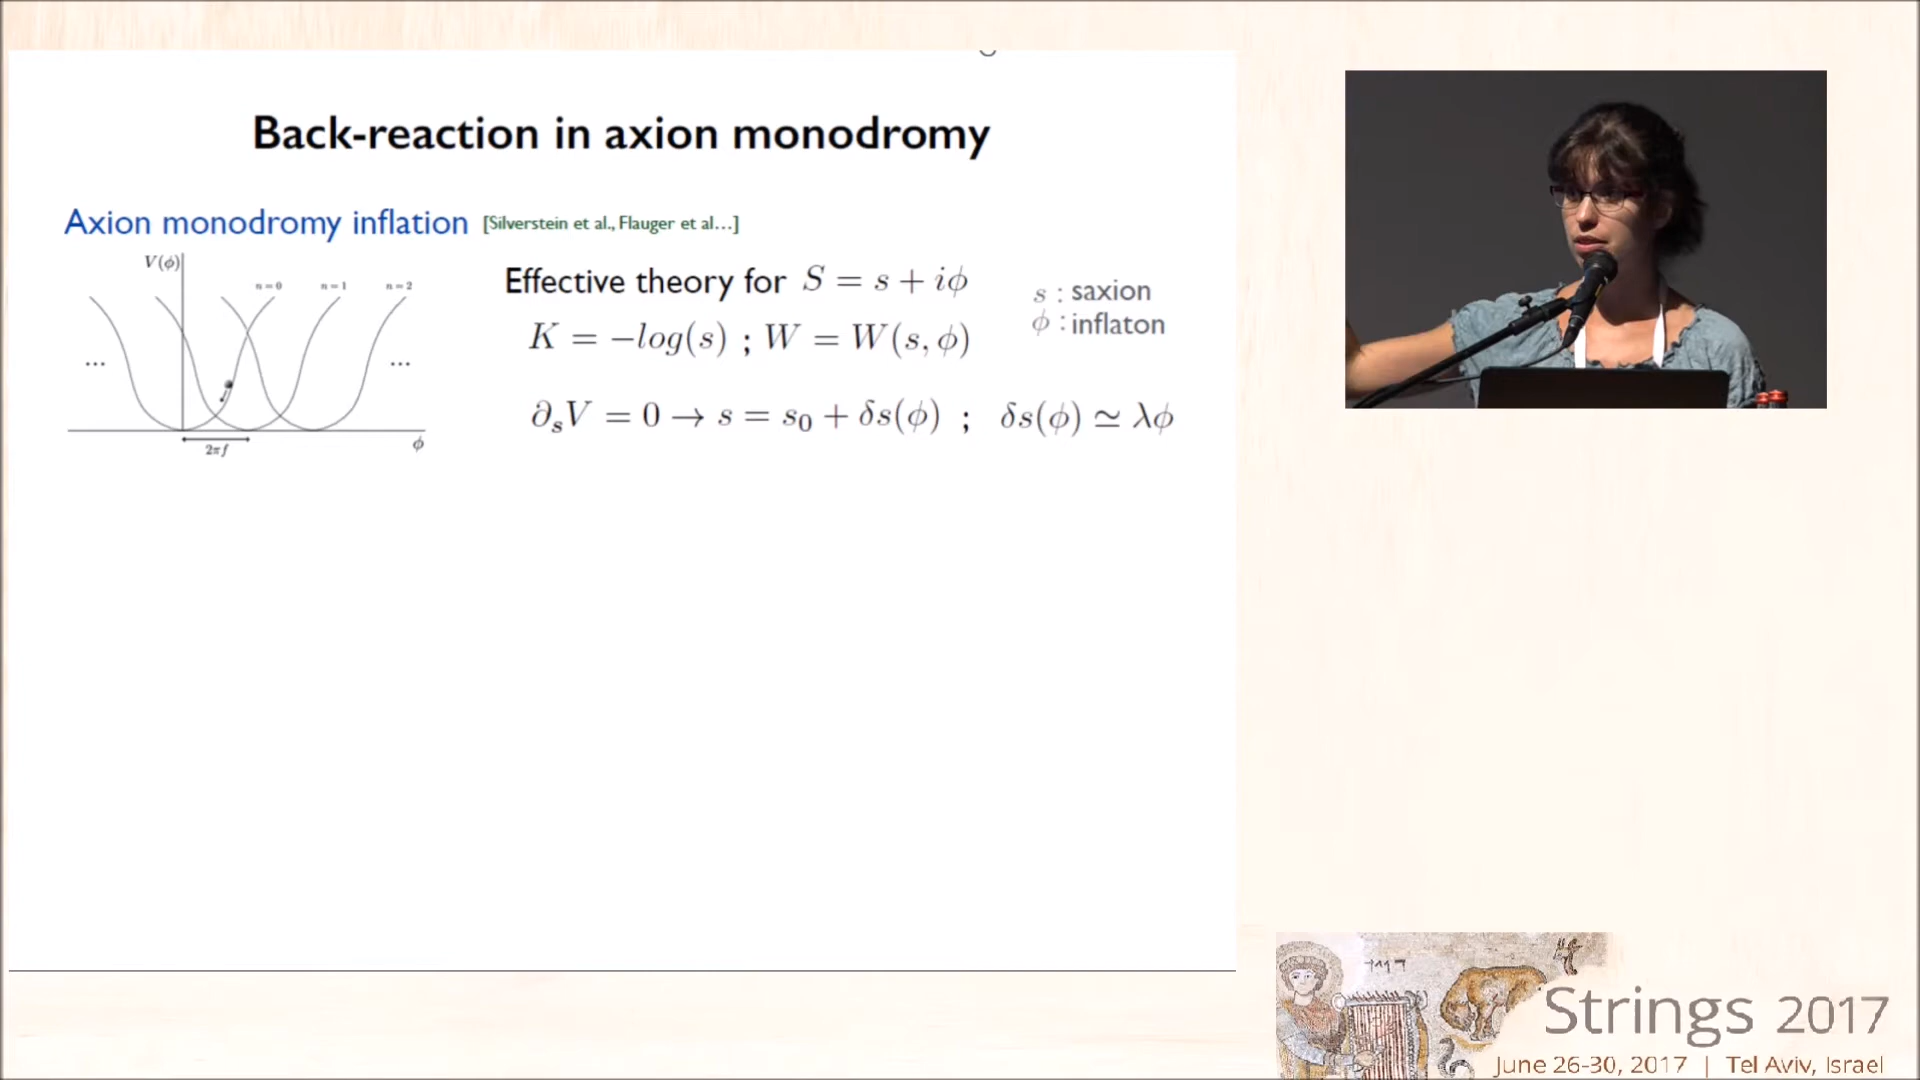 Back-reaction in axion monodromy
Axion monodromy inflation [Silverstein et al., Flauger et al...]
V(ϕ)
n=0 n=1 n=2
... ...
2πf
ϕ
Effective theory for S = s + iϕ
K = −log(s) ; W = W(s, ϕ)
s : saxion
ϕ : inflaton
∂ₛV = 0 → s = s₀ + δs(ϕ) ; δs(ϕ) ≃ λϕ
Strings 2017
June 26-30, 2017 | Tel Aviv, Israel